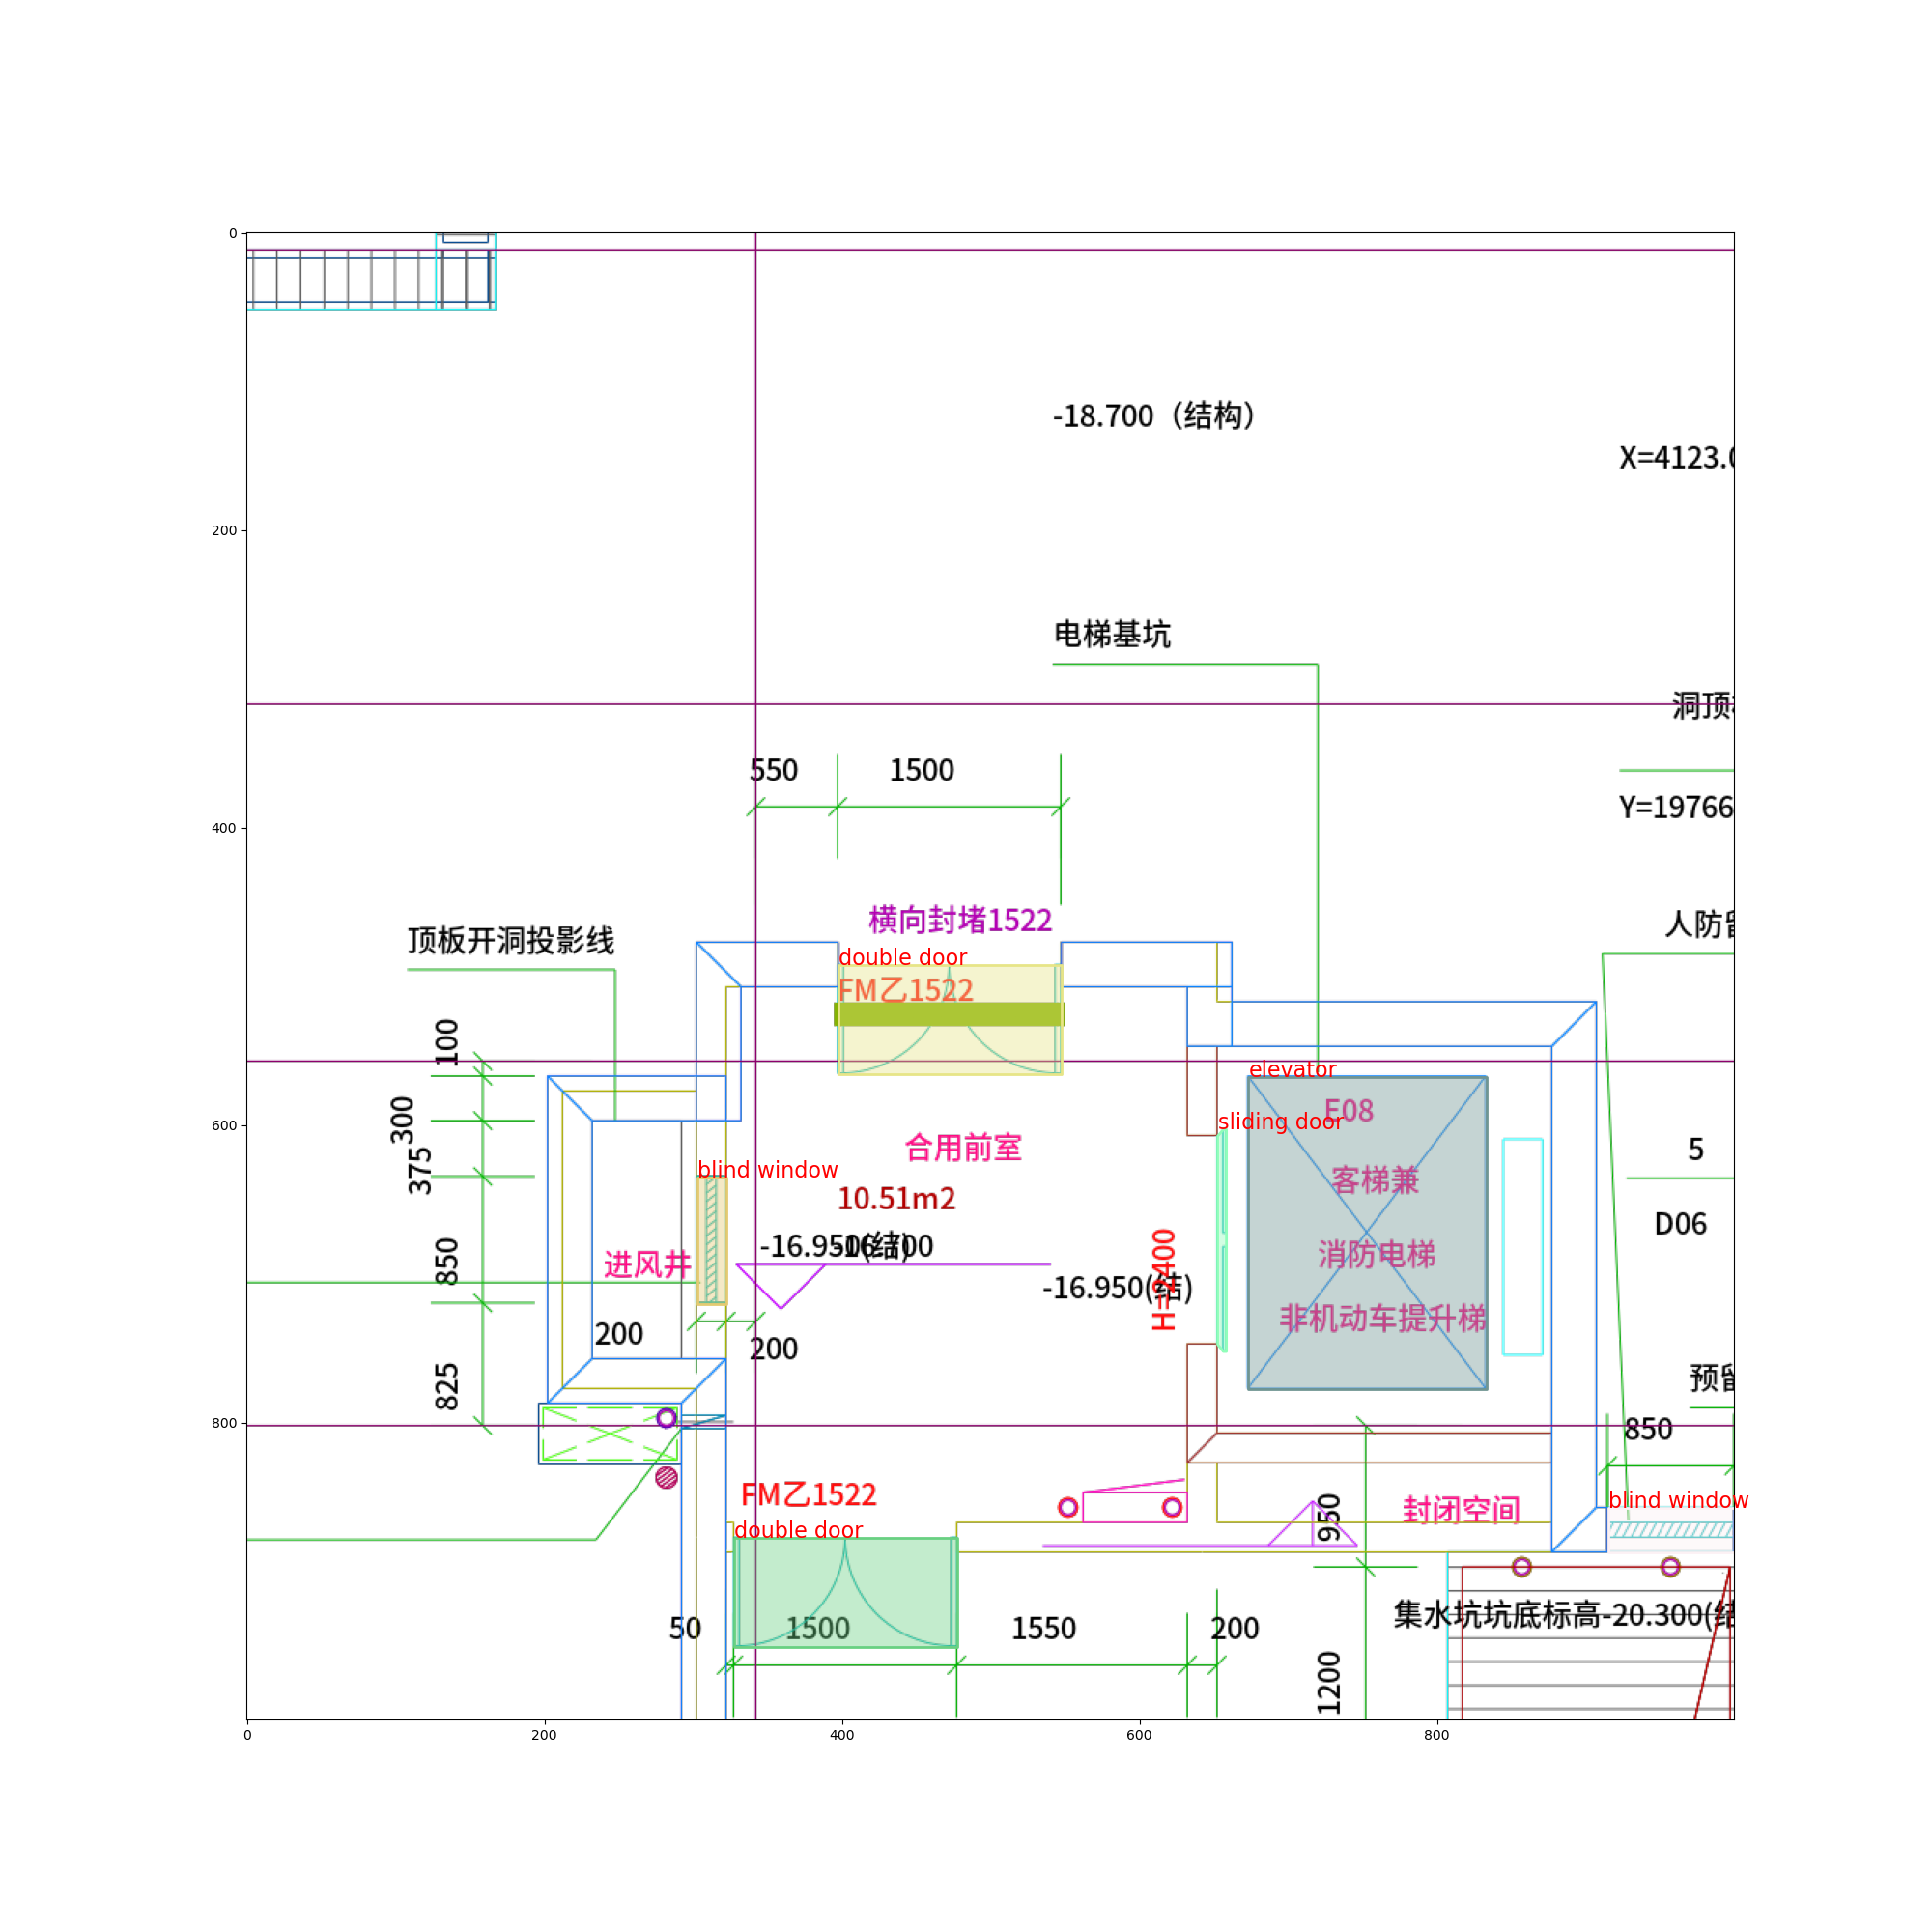 0
200
400
600
800
0
200
400
600
800
-18.700（结构）
X=4123.0
电梯基坑
洞顶
550
1500
Y=19766
横向封堵1522
人防留
顶板开洞投影线
double door
FM乙1522
100
300
375
850
825
elevator
E08
sliding door
合用前室
5
blind window
客梯兼
10.51m2
D06
-16.950(结)
-16.700
消防电梯
进风井
H=2400
-16.950(结)
非机动车提升梯
200
200
预留
850
FM乙1522
double door
950
封闭空间
blind window
50
1500
1550
200
集水坑坑底标高-20.300(结
1200